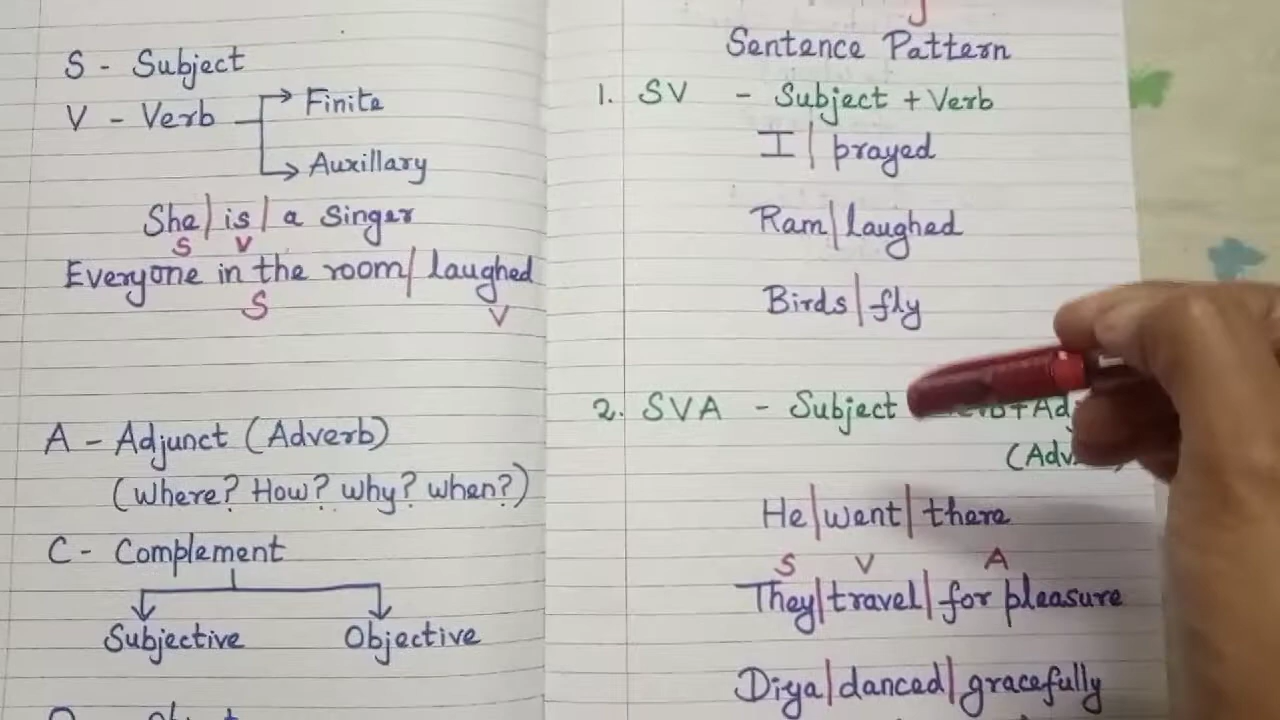 S - Subject
V - Verb
Finite
Auxillary
She| is| a singer
S V
Everyone in the room| laughed
S V
A - Adjunct (Adverb)
(Where? How? Why? when?)
C - Complement
Subjective Objective
Sentence Pattern
1. SV - Subject + Verb
I| prayed
Ram| laughed
Birds| fly
2. SVA - Subject
He| went| there
S V A
They| travel| for pleasure
Diya| danced| gracefully